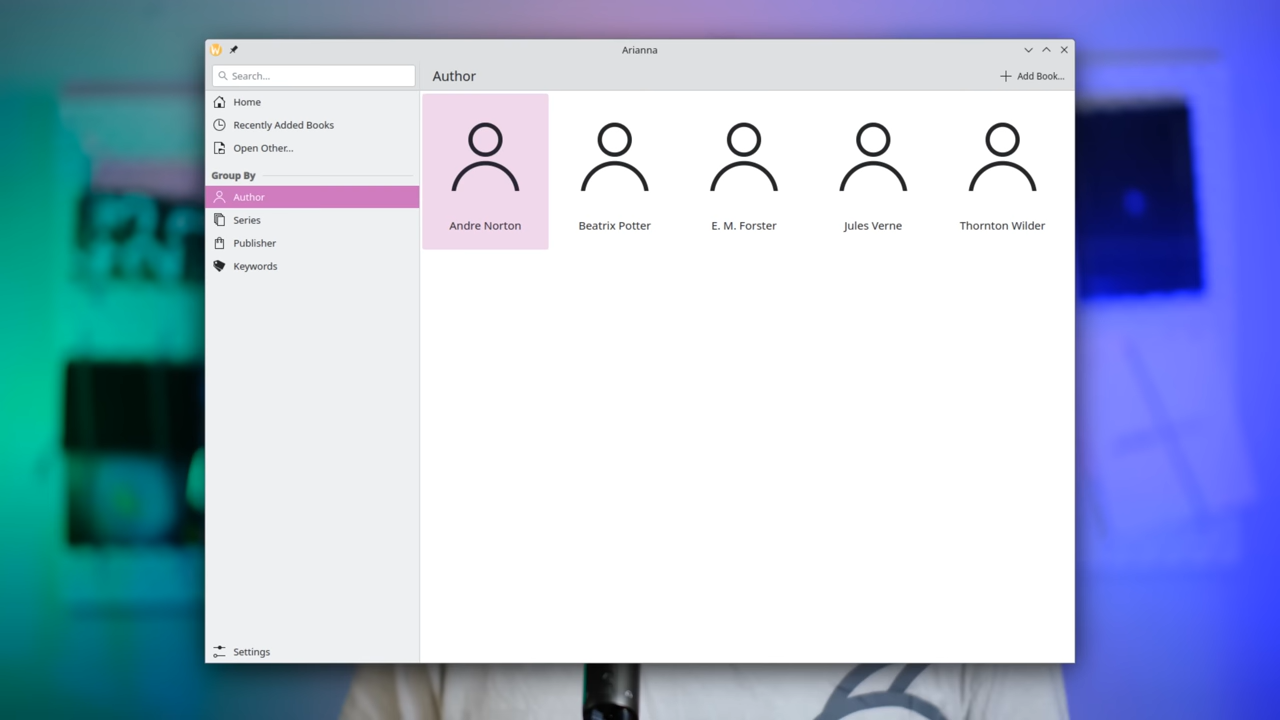 Arianna
Search...
Author
Add Book...
Home
Recently Added Books
Open Other...
Group By
Author
Series
Publisher
Keywords
Andre Norton
Beatrix Potter
E. M. Forster
Jules Verne
Thornton Wilder
Settings